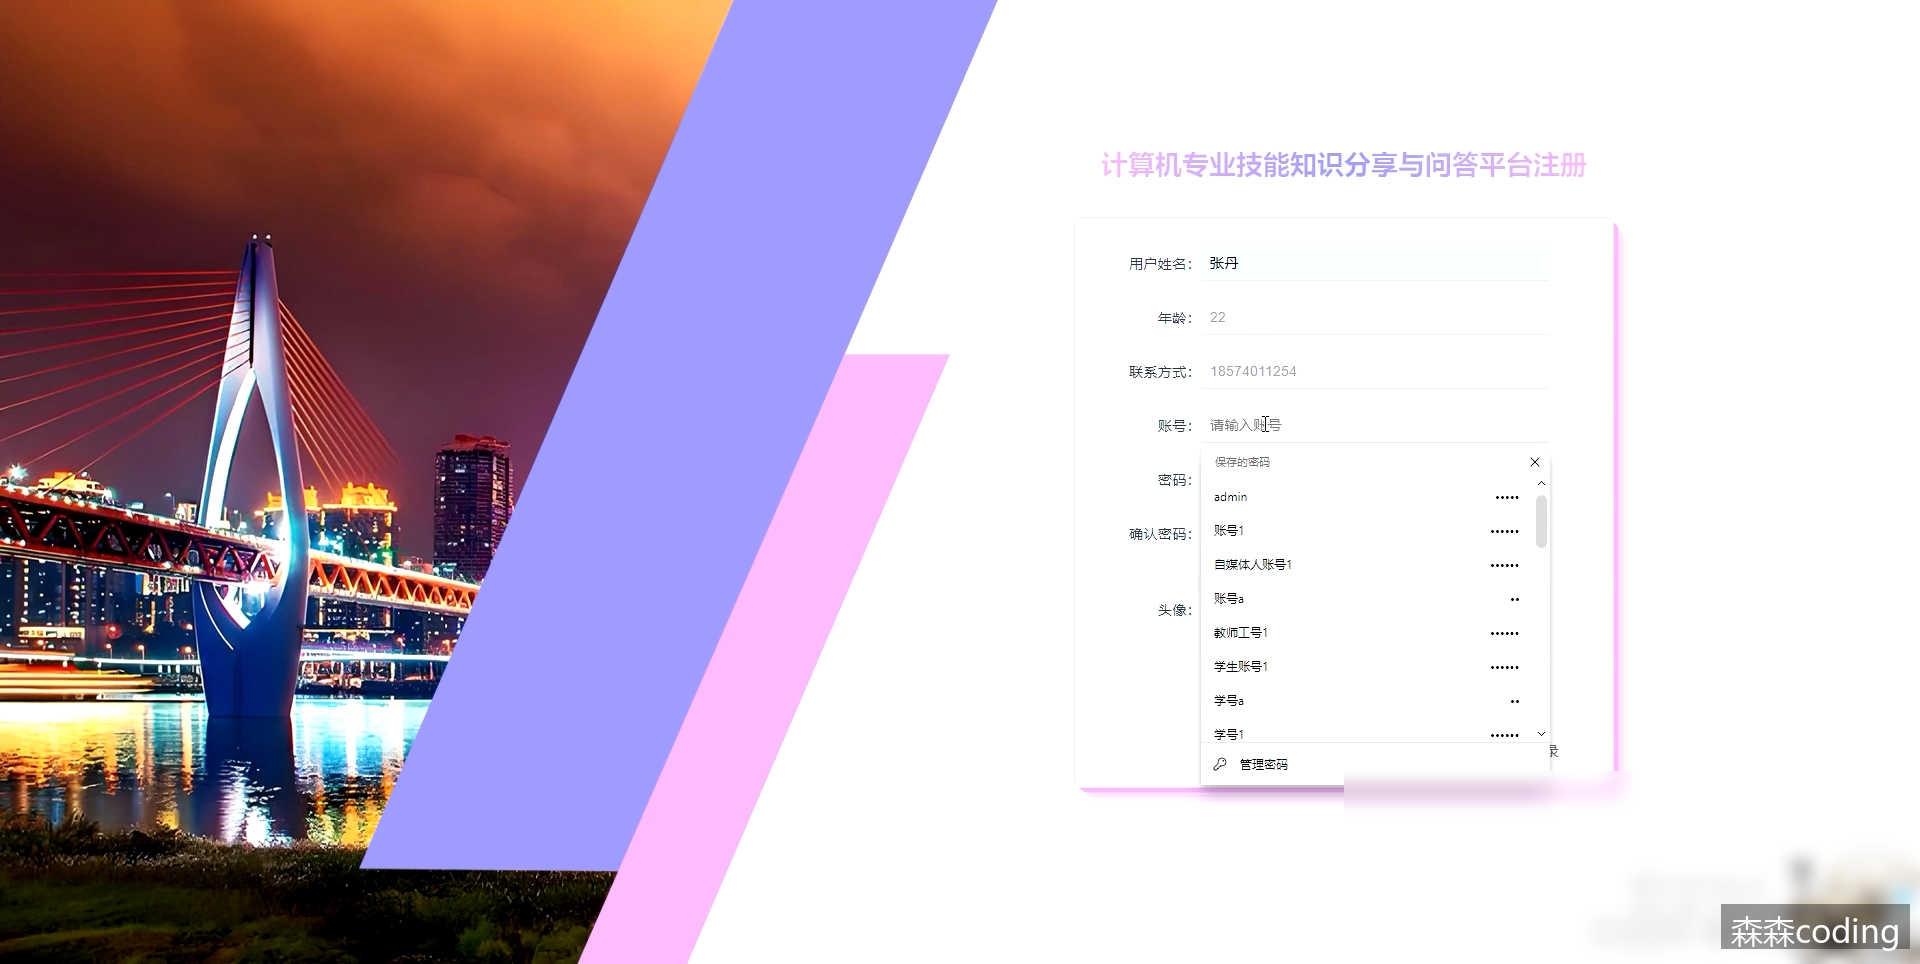 计算机专业技能知识分享与问答平台注册
用户姓名： 张丹
年龄： 22
联系方式： 18574011254
账号： 请输入账号
保存的密码
密码：
admin •••••
账号1 ••••••
确认密码：
自媒体人账号1 ••••••
账号a ••
头像：
教师工号1 ••••••
学生账号1 ••••••
学号a ••
学号1 ••••••
录
管理密码
森森coding